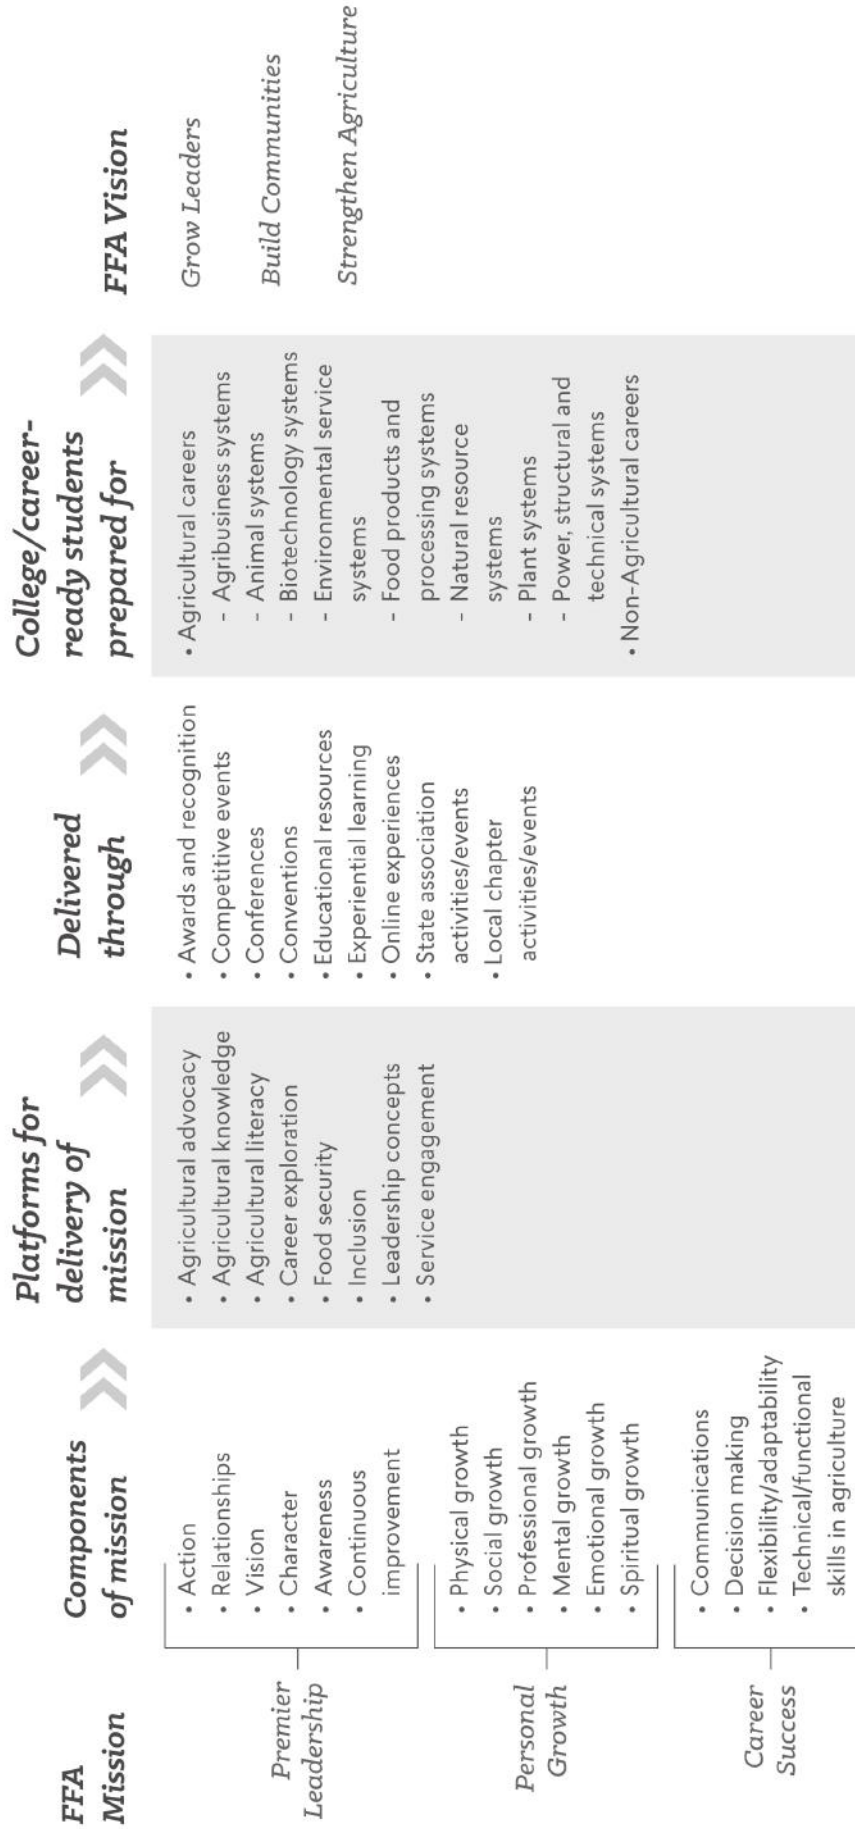 FFA
Mission
Premier
Leadership
Personal
Growth
Career
Success
Components
of mission
• Action
• Relationships
• Vision
• Character
• Awareness
• Continuous
improvement
• Physical growth
• Social growth
• Professional growth
• Mental growth
• Emotional growth
• Spiritual growth
• Communications
• Decision making
• Flexibility/adaptability
• Technical/functional
skills in agriculture
Platforms for
delivery of
mission
• Agricultural advocacy
• Agricultural knowledge
• Agricultural literacy
• Career exploration
• Food security
• Inclusion
• Leadership concepts
• Service engagement
Delivered
through
• Awards and recognition
• Competitive events
• Conferences
• Conventions
• Educational resources
• Experiential learning
• Online experiences
• State association
activities/events
• Local chapter
activities/events
College/career-
ready students
prepared for
• Agricultural careers
- Agribusiness systems
- Animal systems
- Biotechnology systems
- Environmental service
systems
- Food products and
processing systems
- Natural resource
systems
- Plant systems
- Power, structural and
technical systems
• Non-Agricultural careers
FFA Vision
Grow Leaders
Build Communities
Strengthen Agriculture